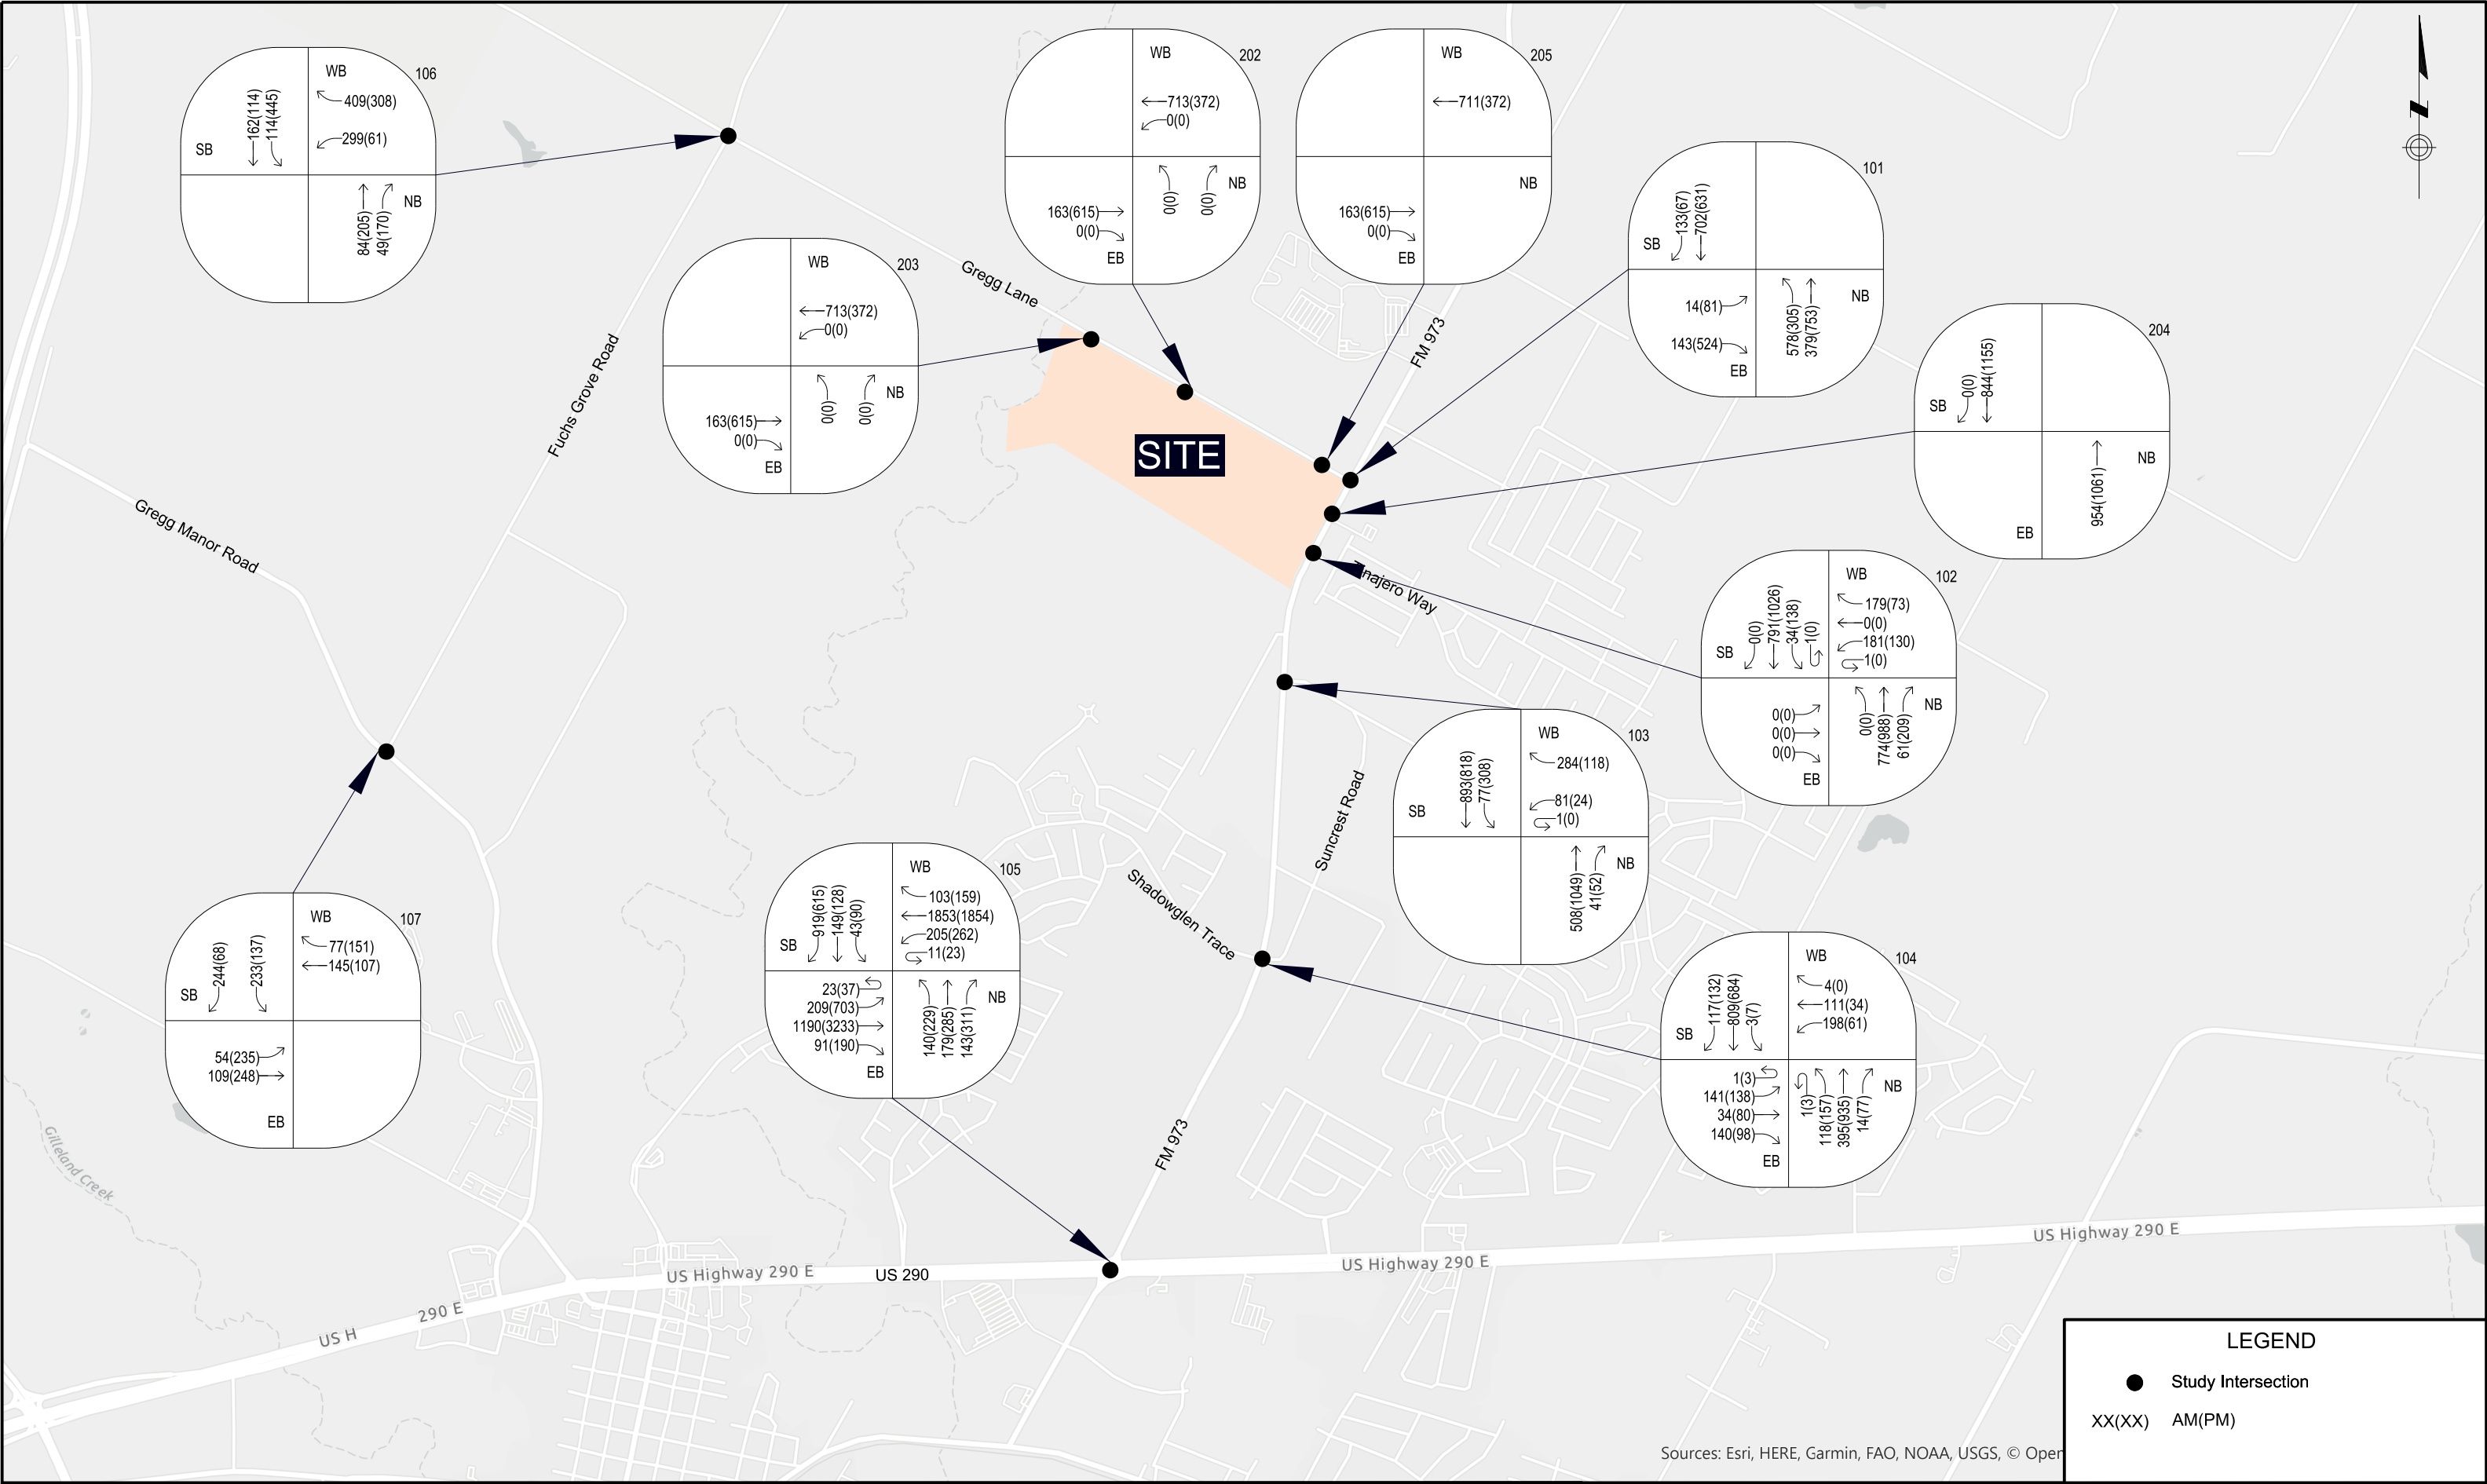 106
WB
409(308)
299(61)
SB
162(114)
114(445)
84(205)
49(170)
NB
202
WB
713(372)
0(0)
163(615)
0(0)
EB
0(0)
0(0)
NB
205
WB
711(372)
NB
163(615)
0(0)
EB
101
SB
133(67)
702(631)
14(81)
143(524)
EB
578(305)
379(753)
NB
203
WB
713(372)
0(0)
163(615)
0(0)
EB
0(0)
0(0)
NB
204
SB
0(0)
844(1155)
954(1061)
NB
EB
Gregg Lane
FM 973
Fuchs Grove Road
SITE
Gregg Manor Road
najero Way
102
WB
179(73)
0(0)
181(130)
1(0)
SB
0(0)
791(1026)
34(138)
1(0)
0(0)
0(0)
0(0)
EB
0(0)
774(988)
61(209)
NB
103
WB
284(118)
81(24)
1(0)
SB
893(818)
77(308)
508(1049)
41(52)
NB
Suncrest Road
Shadowglen Trace
105
WB
103(159)
1853(1854)
205(262)
11(23)
SB
919(615)
149(128)
43(90)
23(37)
209(703)
1190(3233)
91(190)
EB
140(229)
179(285)
143(311)
NB
107
WB
77(151)
145(107)
SB
244(68)
233(137)
54(235)
109(248)
EB
104
WB
4(0)
111(34)
198(61)
SB
117(132)
809(684)
3(7)
1(3)
141(138)
34(80)
140(98)
EB
1(3)
118(157)
395(935)
14(77)
NB
Gilleland Creek
FM 973
US Highway 290 E
US 290
US Highway 290 E
US Highway 290 E
US H
290 E
LEGEND
Study Intersection
XX(XX) AM(PM)
Sources: Esri, HERE, Garmin, FAO, NOAA, USGS, © Oper